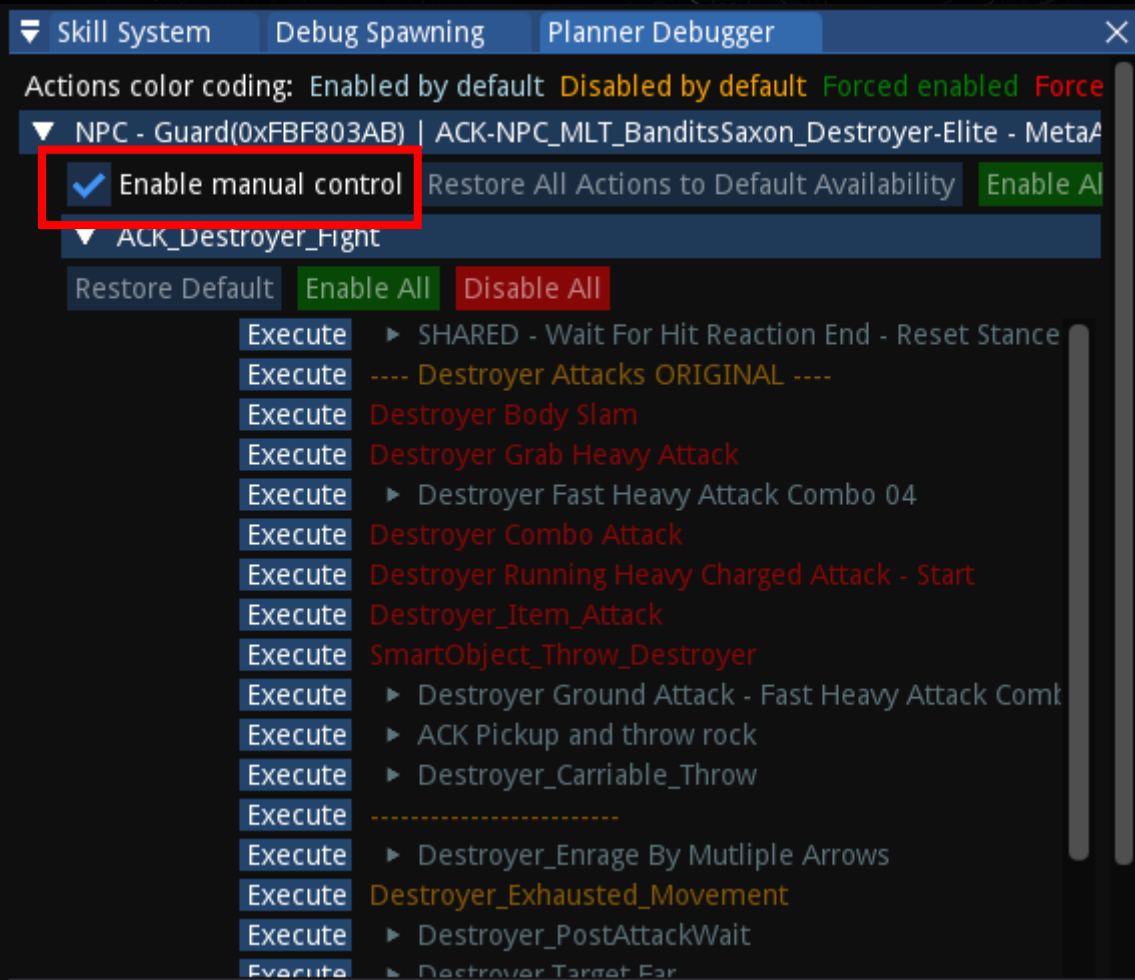 Skill System Debug Spawning Planner Debugger
Actions color coding: Enabled by default Disabled by default Forced enabled Force
NPC - Guard(0xFBF803AB) | ACK-NPC_MLT_BanditsSaxon_Destroyer-Elite - MetaA
Enable manual control Restore All Actions to Default Availability Enable Al
ACK_Destroyer_Fight
Restore Default Enable All Disable All
Execute SHARED - Wait For Hit Reaction End - Reset Stance
Execute ---- Destroyer Attacks ORIGINAL ----
Execute Destroyer Body Slam
Execute Destroyer Grab Heavy Attack
Execute Destroyer Fast Heavy Attack Combo 04
Execute Destroyer Combo Attack
Execute Destroyer Running Heavy Charged Attack - Start
Execute Destroyer_Item_Attack
Execute SmartObject_Throw_Destroyer
Execute Destroyer Ground Attack - Fast Heavy Attack Comb
Execute ACK Pickup and throw rock
Execute Destroyer_Carriable_Throw
Execute -------------------------
Execute Destroyer_Enrage By Mutliple Arrows
Execute Destroyer_Exhausted_Movement
Execute Destroyer_PostAttackWait
Execute Destroyer Target Far